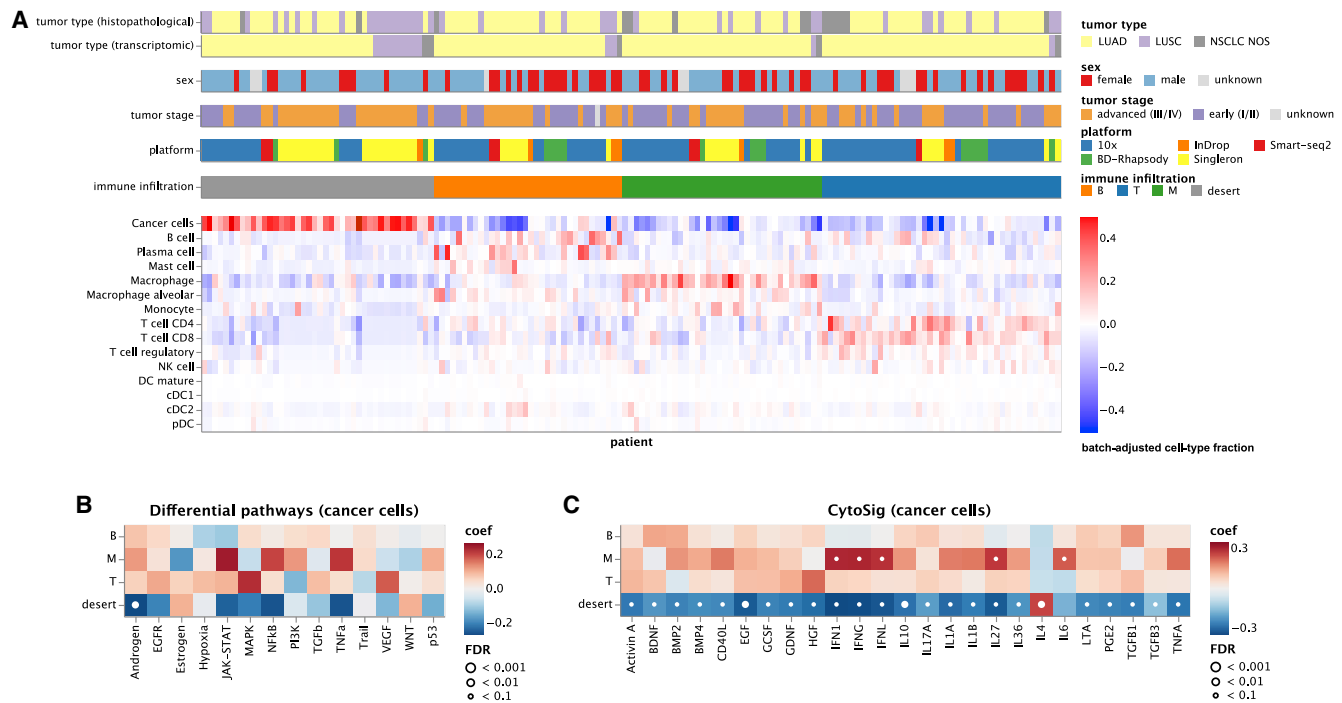 A
tumor type (histopathological)
tumor type (transcriptomic)
sex
tumor stage
platform
immune infiltration
tumor type
LUAD LUSC NSCLC NOS
sex
female male unknown
tumor stage
advanced (III/IV) early (I/II) unknown
platform
10x InDrop Smart-seq2
BD-Rhapsody Singleron
immune infiltration
B T M desert
Cancer cells
B cell
Plasma cell
Mast cell
Macrophage
Macrophage alveolar
Monocyte
T cell CD4
T cell CD8
T cell regulatory
NK cell
DC mature
cDC1
cDC2
pDC
patient
0.4
0.2
0.0
−0.2
−0.4
batch-adjusted cell-type fraction
B
Differential pathways (cancer cells)
B
M
T
desert
Androgen
EGFR
Estrogen
Hypoxia
JAK-STAT
MAPK
NFkB
PI3K
TGFb
TNFa
Trail
VEGF
WNT
p53
coef
0.2
0.0
−0.2
FDR
< 0.001
< 0.01
< 0.1
C
CytoSig (cancer cells)
B
M
T
desert
Activin A
BDNF
BMP2
BMP4
CD40L
EGF
GCSF
GDNF
HGF
IFN1
IFNG
IFNL
IL10
IL17A
IL1A
IL1B
IL27
IL36
IL4
IL6
LTA
PGE2
TGFB1
TGFB3
TNFA
coef
0.3
−0.3
FDR
< 0.001
< 0.01
< 0.1